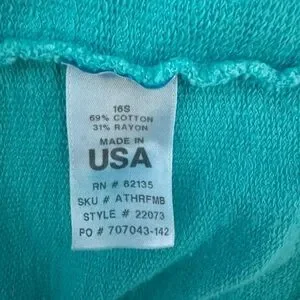 16S
69% COTTON
31% RAYON
MADE IN
USA
RN # 62135
SKU # ATHRFMB
STYLE # 22073
PO # 707043-142